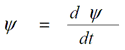 ψ = d ψ / dt